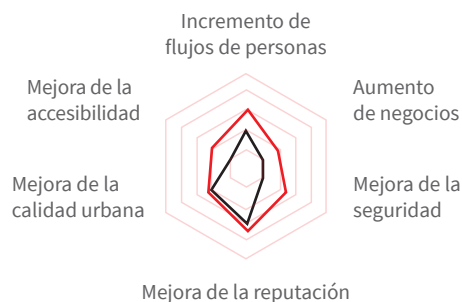 Incremento de
flujos de personas
Mejora de la
accesibilidad
Aumento
de negocios
Mejora de la
calidad urbana
Mejora de la
seguridad
Mejora de la reputación